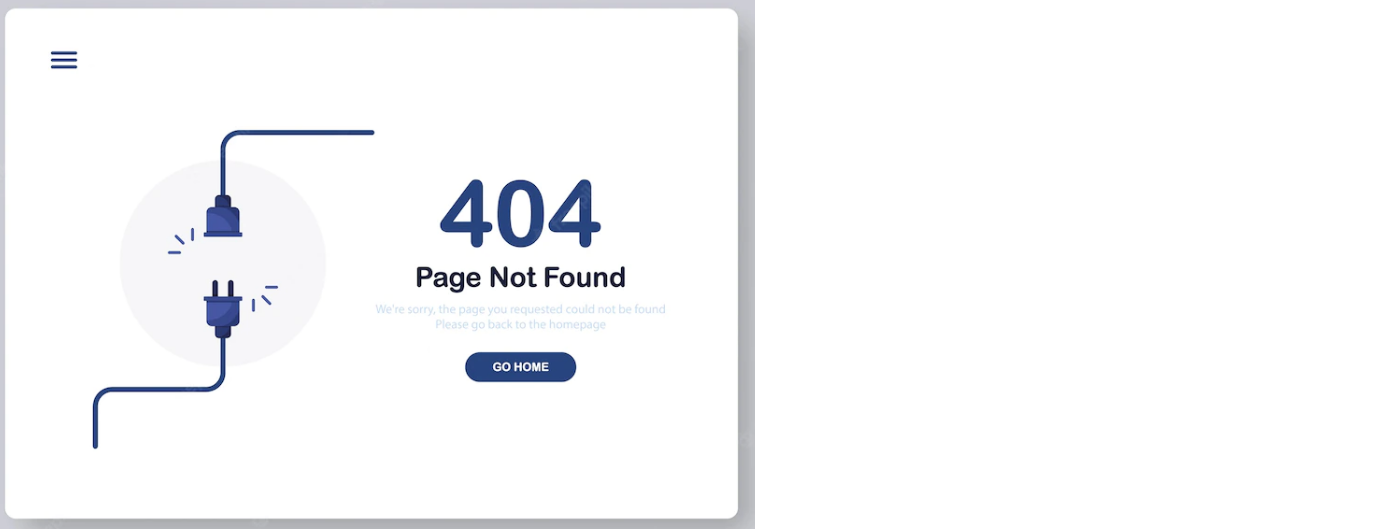 404
Page Not Found
We're sorry, the page you requested could not be found
Please go back to the homepage
GO HOME